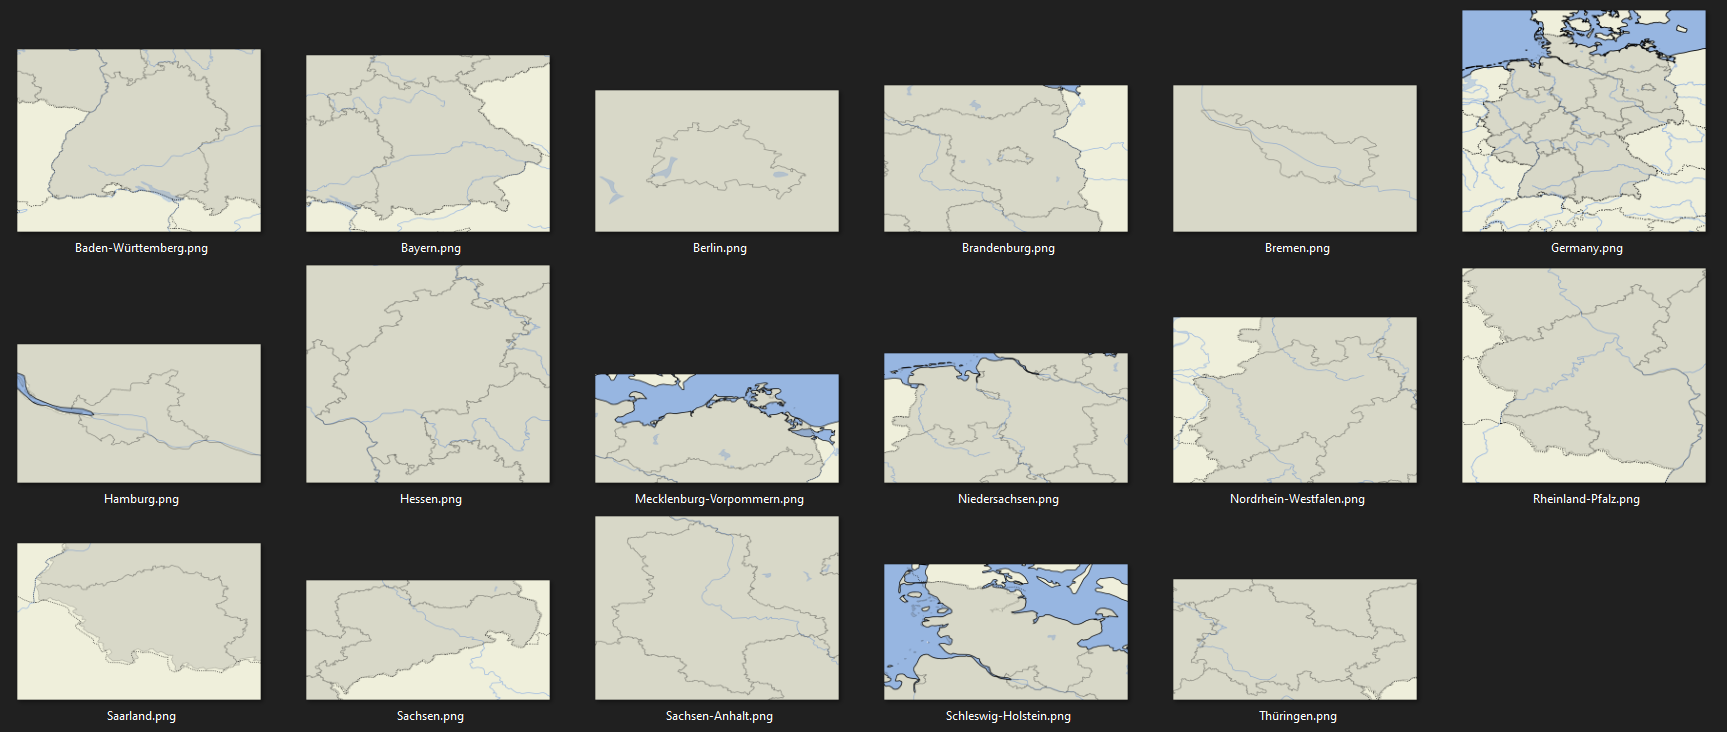 Baden-Württemberg.png
Bayern.png
Berlin.png
Brandenburg.png
Bremen.png
Germany.png
Hamburg.png
Hessen.png
Mecklenburg-Vorpommern.png
Niedersachsen.png
Nordrhein-Westfalen.png
Rheinland-Pfalz.png
Saarland.png
Sachsen.png
Sachsen-Anhalt.png
Schleswig-Holstein.png
Thüringen.png